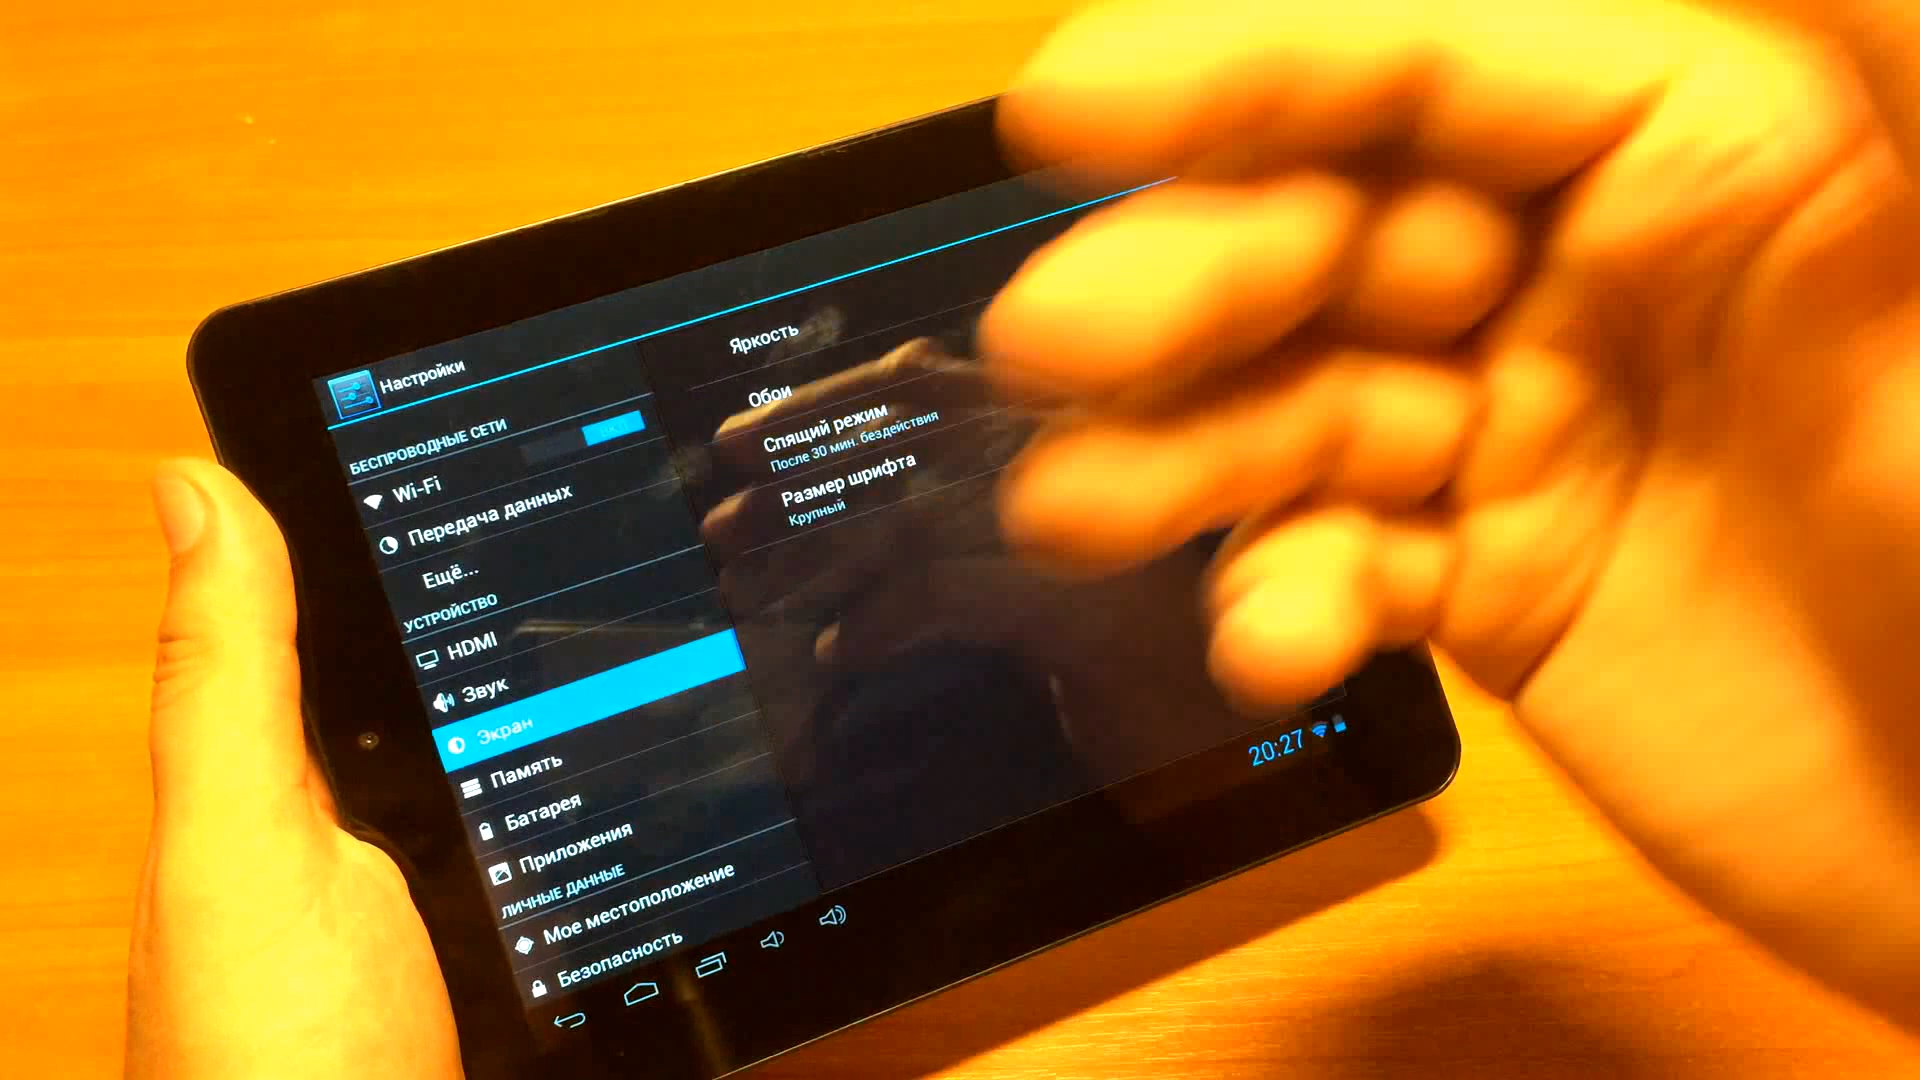 Настройки
БЕСПРОВОДНЫЕ СЕТИ
Wi-Fi
Передача данных
Ещё...
УСТРОЙСТВО
HDMI
Звук
Экран
Память
Батарея
Приложения
ЛИЧНЫЕ ДАННЫЕ
Мое местоположение
Безопасность
Яркость
Обои
Спящий режим
После 30 мин. бездействия
Размер шрифта
Крупный
20:27